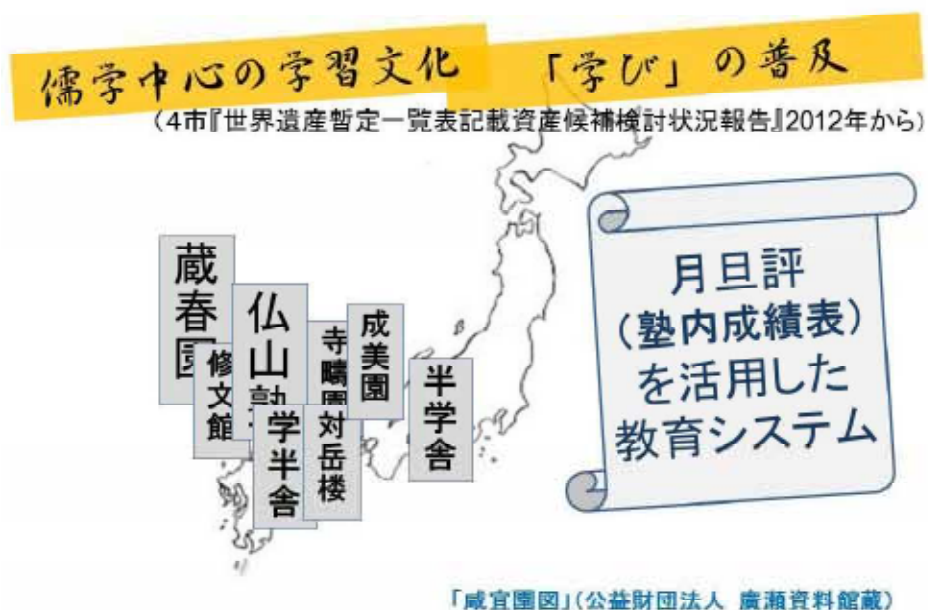 儒学中心の学習文化 「学び」の普及
(4市『世界遺産暫定一覧表記載資産候補検討状況報告』2012年から)
蔵春園
修文館
仏山塾
学半舎
寺疇園
対岳楼
成美園
半学舎
月旦評
(塾内成績表)
を活用した
教育システム
「咸宜園図」(公益財団法人 廣瀬資料館蔵)